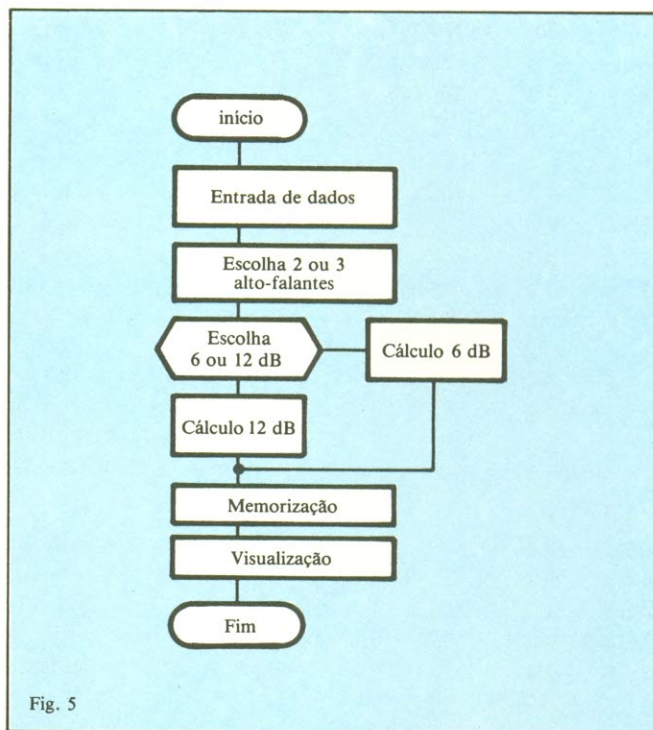 início
Entrada de dados
Escolha 2 ou 3
alto-falantes
Escolha
6 ou 12 dB
Cálculo 6 dB
Cálculo 12 dB
Memorização
Visualização
Fim
Fig. 5